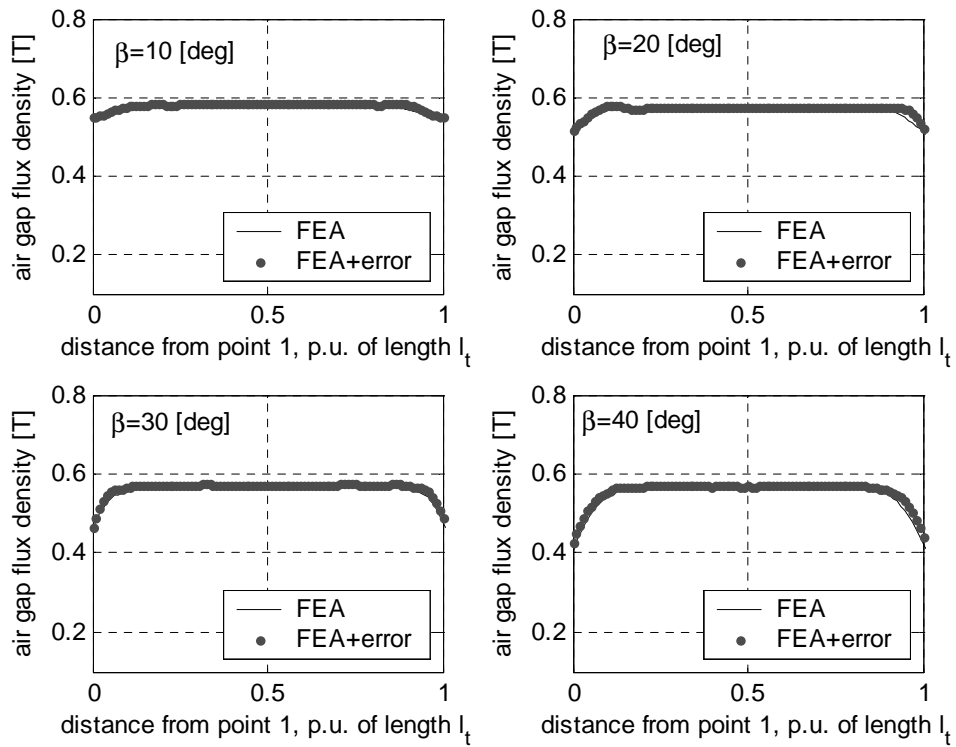 0.8
0.6
0.4
0.2
air gap flux density [T]
β=10 [deg]
FEA
FEA+error
0
0.5
1
distance from point 1, p.u. of length l_t
0.8
0.6
0.4
0.2
air gap flux density [T]
β=20 [deg]
FEA
FEA+error
0
0.5
1
distance from point 1, p.u. of length l_t
0.8
0.6
0.4
0.2
air gap flux density [T]
β=30 [deg]
FEA
FEA+error
0
0.5
1
distance from point 1, p.u. of length l_t
0.8
0.6
0.4
0.2
air gap flux density [T]
β=40 [deg]
FEA
FEA+error
0
0.5
1
distance from point 1, p.u. of length l_t